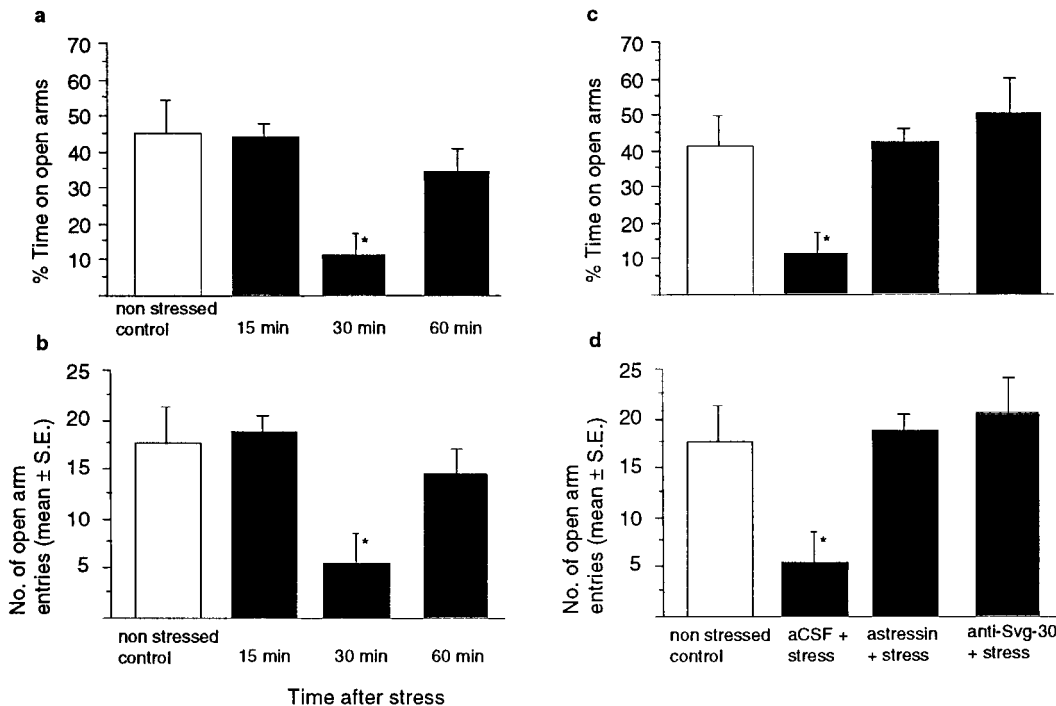 a
70
60
50
40
30
20
10
% Time on open arms
*
non stressed
control
15 min
30 min
60 min
b
25
20
15
10
5
No. of open arm
entries (mean ± S.E.)
*
non stressed
control
15 min
30 min
60 min
Time after stress
c
70
60
50
40
30
20
10
% Time on open arms
*
d
25
20
15
10
5
No. of open arm
entries (mean ± S.E.)
*
non stressed
control
aCSF +
stress
astressin
+ stress
anti-Svg-30
+ stress